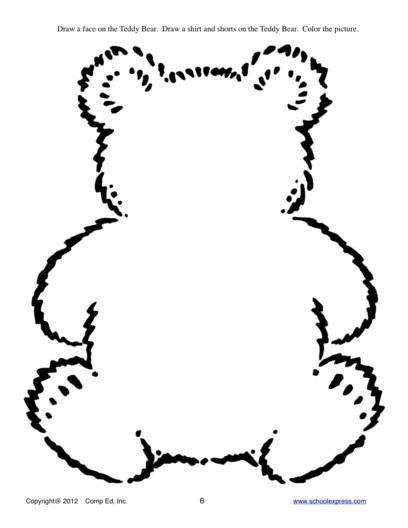 Draw a face on the Teddy Bear.  Draw a shirt and shorts on the Teddy Bear.  Color the picture.
Copyright@ 2012    Comp Ed, Inc.    6    www.schoolexpress.com